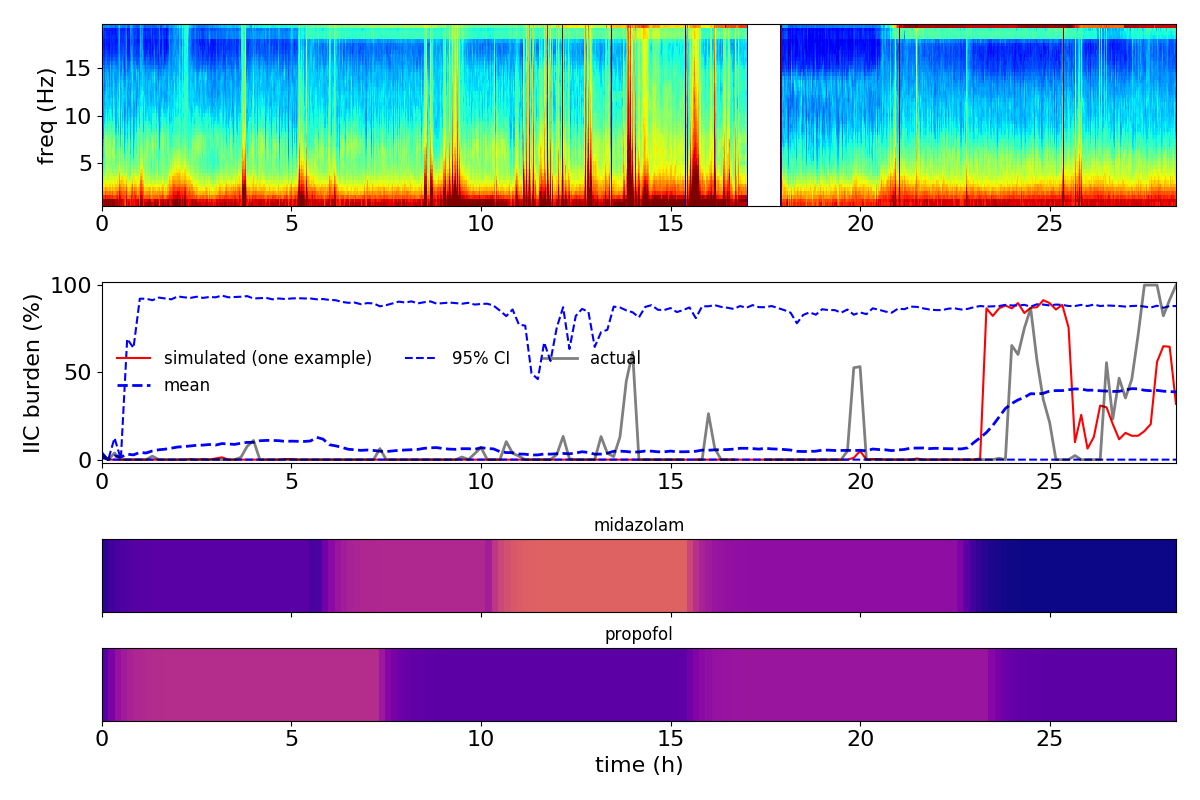 freq (Hz)
15
10
5
0 5 10 15 20 25
IIC burden (%)
100
50
0
simulated (one example) 95% CI actual
mean
0 5 10 15 20 25
midazolam
propofol
0 5 10 15 20 25
time (h)